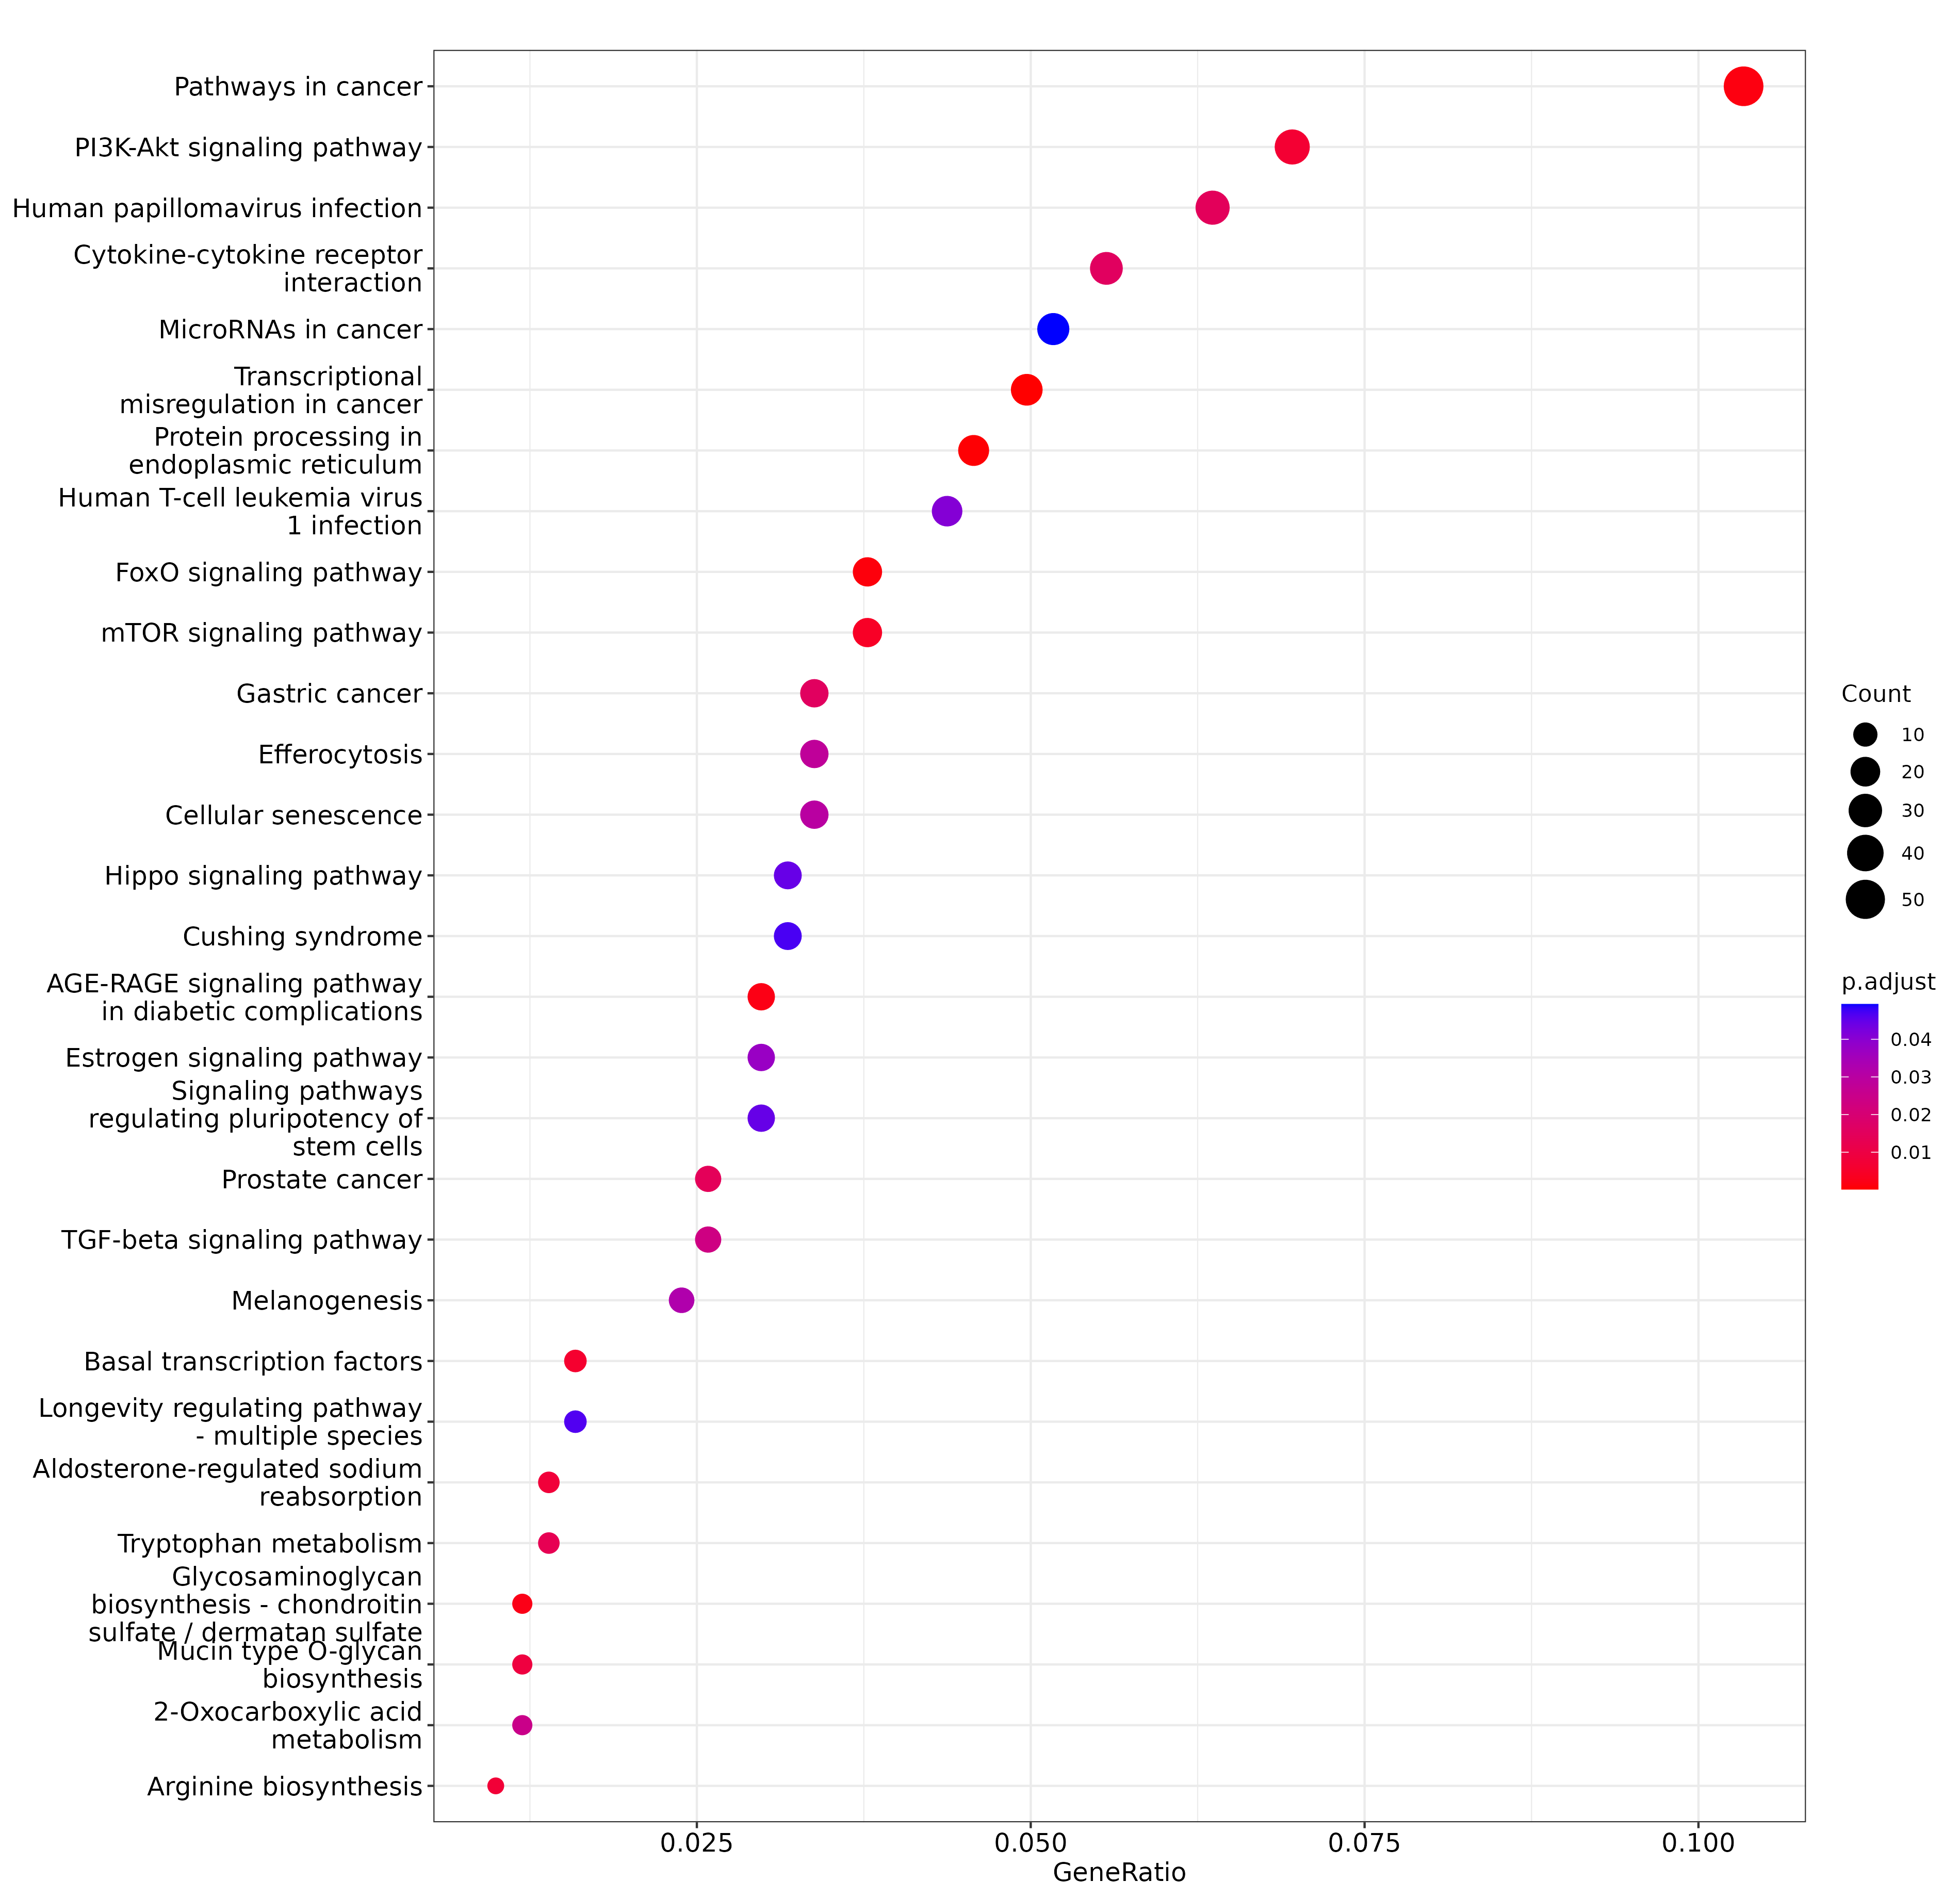 Pathways in cancer
PI3K-Akt signaling pathway
Human papillomavirus infection
Cytokine-cytokine receptor
interaction
MicroRNAs in cancer
Transcriptional
misregulation in cancer
Protein processing in
endoplasmic reticulum
Human T-cell leukemia virus
1 infection
FoxO signaling pathway
mTOR signaling pathway
Gastric cancer
Efferocytosis
Cellular senescence
Hippo signaling pathway
Cushing syndrome
AGE-RAGE signaling pathway
in diabetic complications
Estrogen signaling pathway
Signaling pathways
regulating pluripotency of
stem cells
Prostate cancer
TGF-beta signaling pathway
Melanogenesis
Basal transcription factors
Longevity regulating pathway
- multiple species
Aldosterone-regulated sodium
reabsorption
Tryptophan metabolism
Glycosaminoglycan
biosynthesis - chondroitin
sulfate / dermatan sulfate
Mucin type O-glycan
biosynthesis
2-Oxocarboxylic acid
metabolism
Arginine biosynthesis
0.025 0.050 0.075 0.100
GeneRatio
Count
10
20
30
40
50
p.adjust
0.04
0.03
0.02
0.01